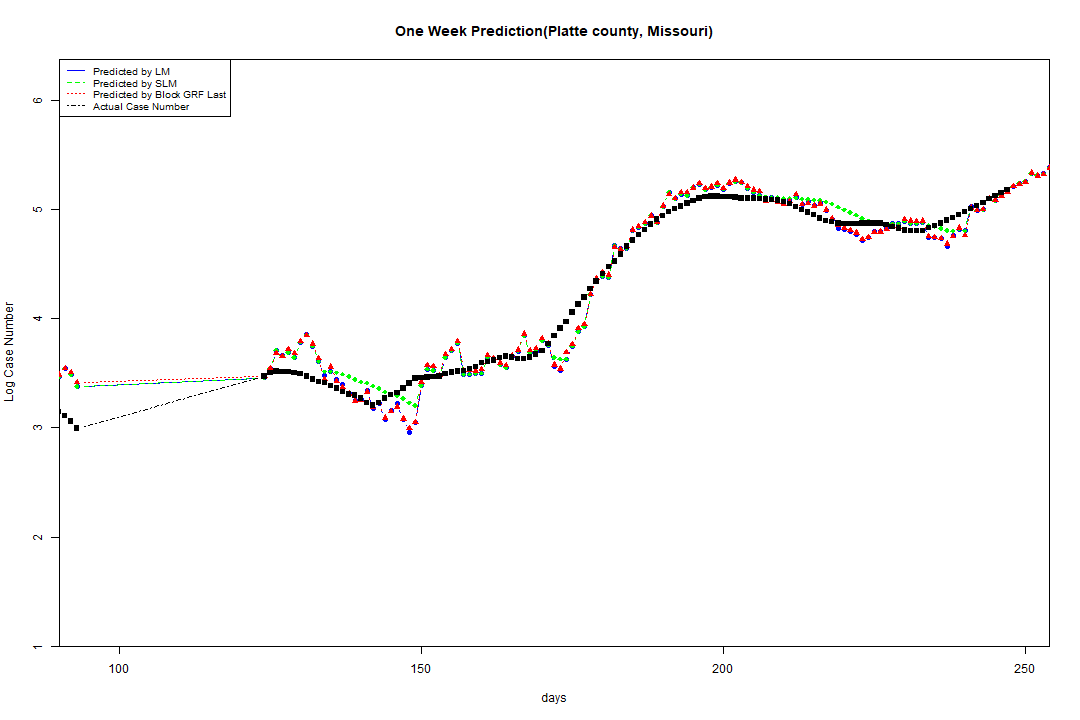 One Week Prediction(Platte county, Missouri)
Predicted by LM
Predicted by SLM
Predicted by Block GRF Last
Actual Case Number
6
5
4
3
2
1
Log Case Number
100 150 200 250
days